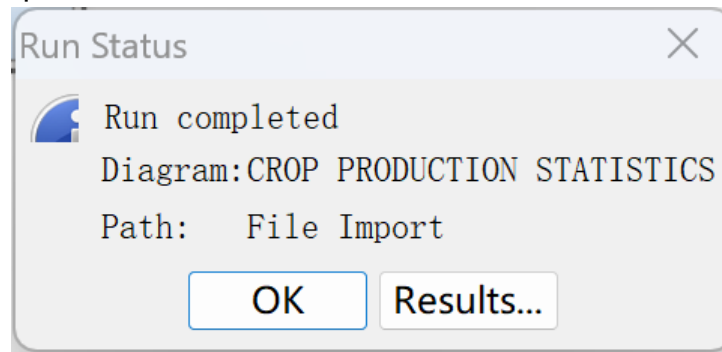 Run Status
Run completed
Diagram:CROP PRODUCTION STATISTICS
Path: File Import
OK Results...